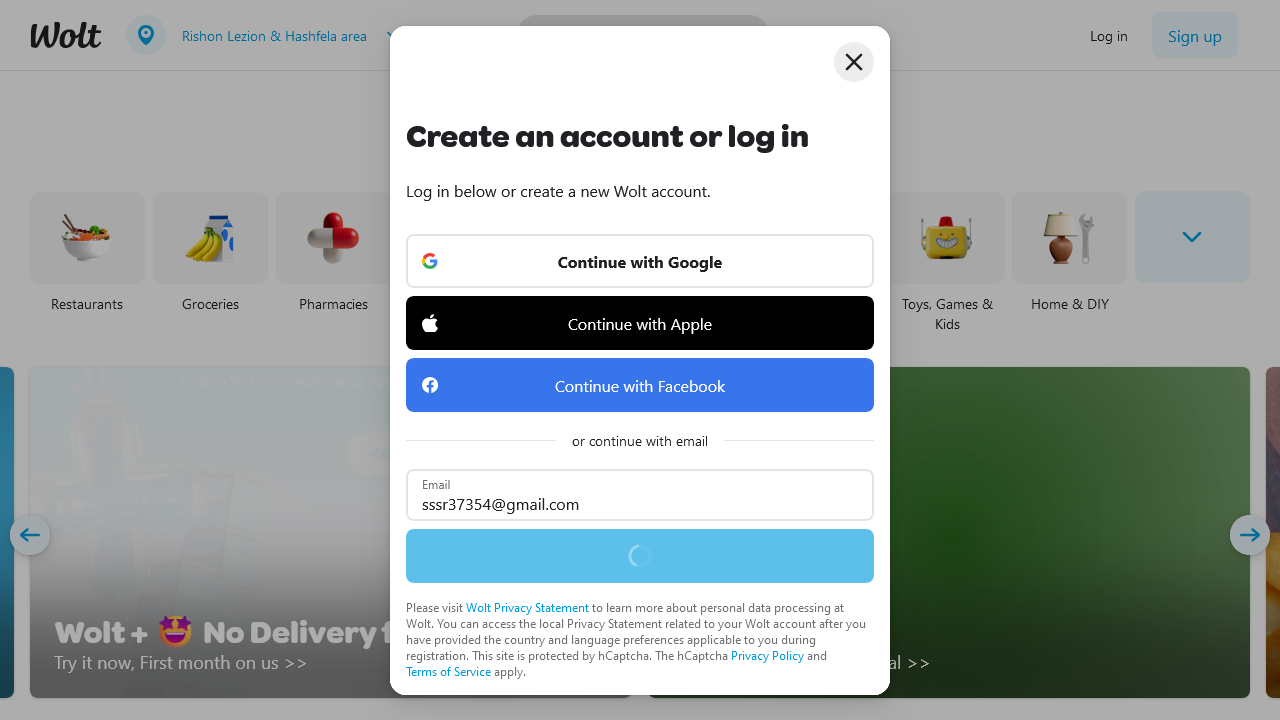 Wolt
Rishon Lezion & Hashfela area
Log in
Sign up
Create an account or log in
Log in below or create a new Wolt account.
Continue with Google
Continue with Apple
Continue with Facebook
or continue with email
Email
sssr37354@gmail.com
Please visit Wolt Privacy Statement to learn more about personal data processing at
Wolt. You can access the local Privacy Statement related to your Wolt account after you
have provided the country and language preferences applicable to you during
registration. This site is protected by hCaptcha. The hCaptcha Privacy Policy and
Terms of Service apply.
Restaurants
Groceries
Pharmacies
Toys, Games &
Kids
Home & DIY
Wolt + 🤩 No Delivery
Try it now, First month on us >>
>>